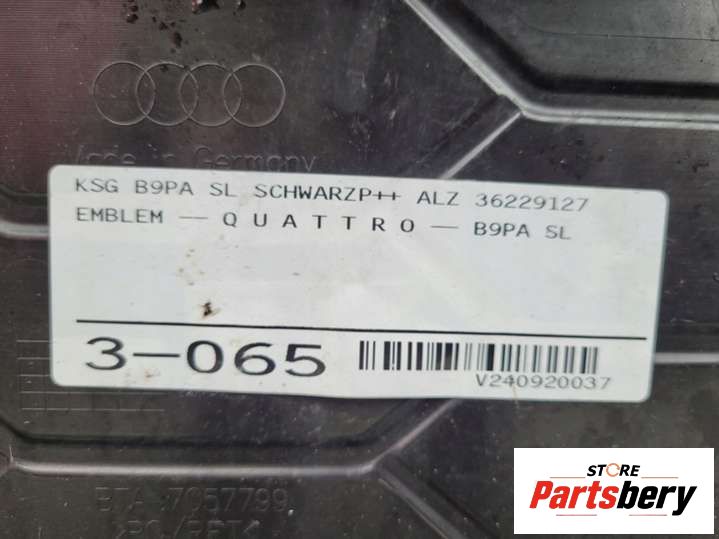 Made in Germany
KSG B9PA SL SCHWARZP++ ALZ 36229127
EMBLEM — QUATTRO — B9PA SL
3-065
V240920037
STORE
Partsbery